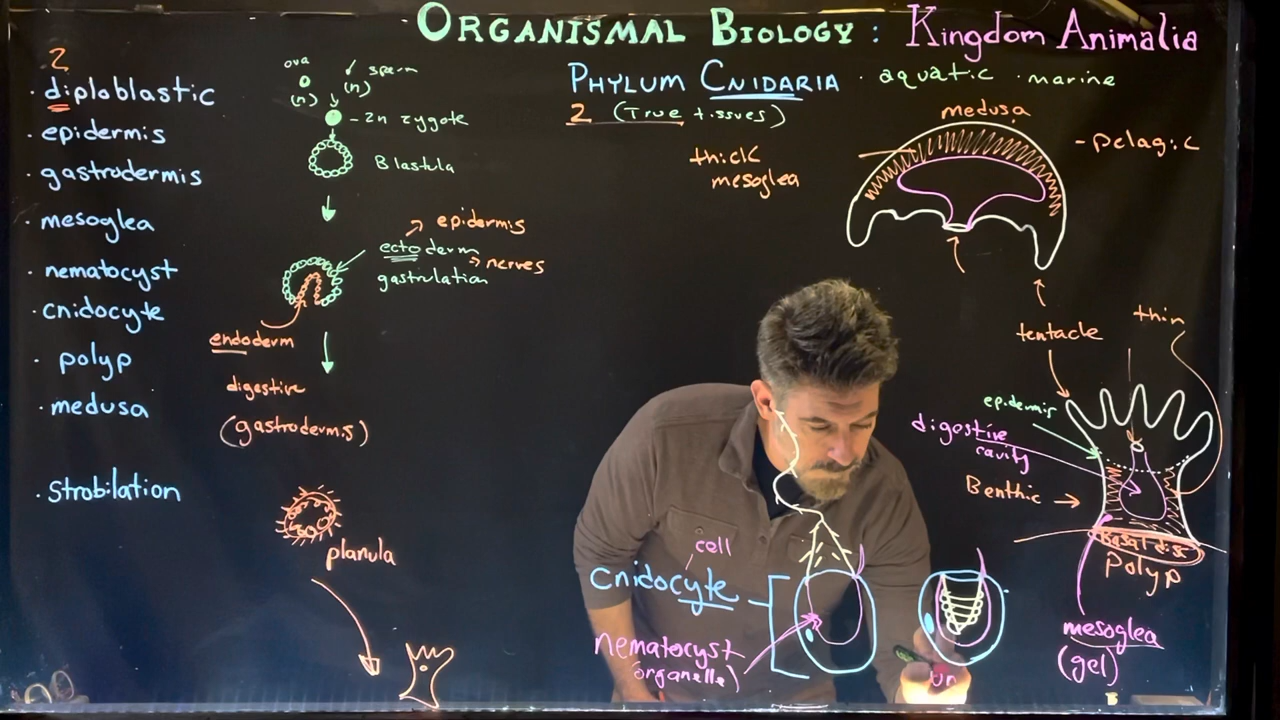 ORGANISMAL BIOLOGY : Kingdom Animalia
PHYLUM CNIDARIA · aquatic · marine
2 (True tissues)
2
· diploblastic
· epidermis
· gastrodermis
· mesoglea
· nematocyst
· cnidocyte
· polyp
· medusa
· Strobilation
ova
(n)
sperm
(n)
- 2n zygote
Blastula
epidermis
ectoderm
nerves
gastrulation
endoderm
digestive
(gastrodermis)
planula
thick
mesoglea
medusa
- pelagic
tentacle
thin
epidermis
digestive
cavity
Benthic
Basal disc
Polyp
mesoglea
(gel)
cell
cnidocyte
nematocyst
(organelle)
un